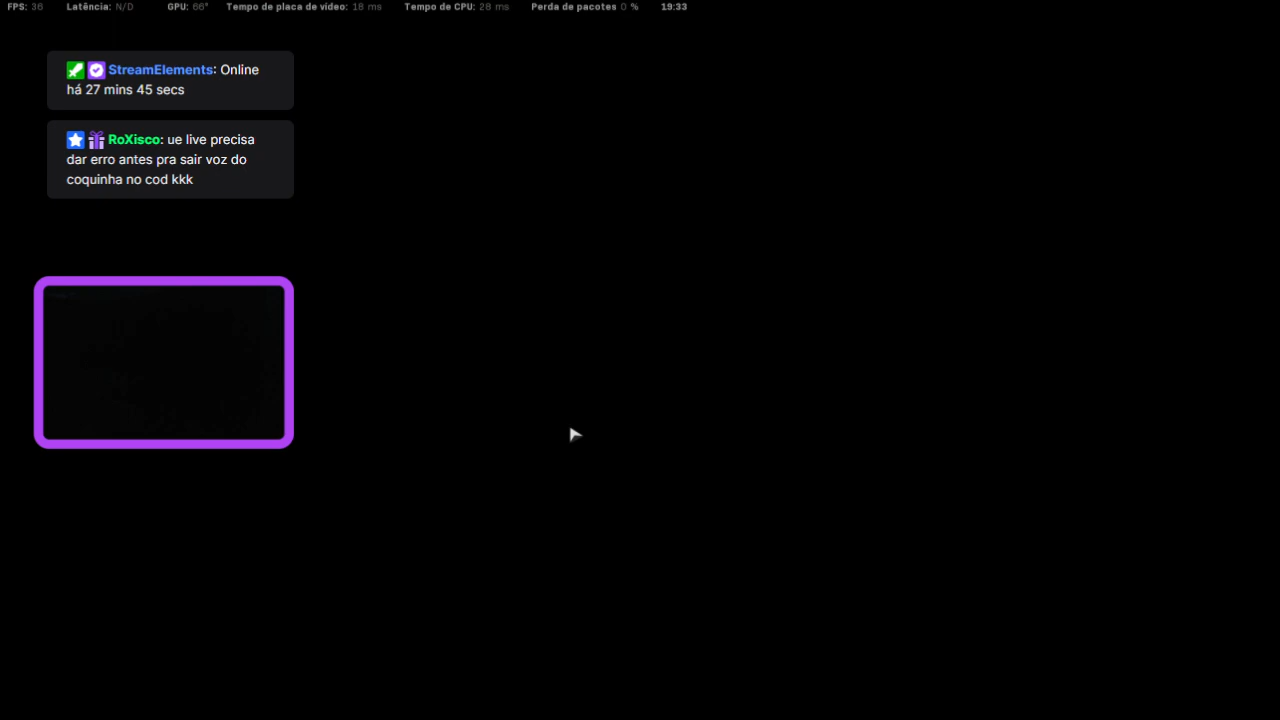 FPS: 36 Latência: N/D GPU: 66° Tempo de placa de vídeo: 18 ms Tempo de CPU: 28 ms Perda de pacotes 0 % 19:33
StreamElements: Online
há 27 mins 45 secs
RoXisco: ue live precisa
dar erro antes pra sair voz do
coquinha no cod kkk